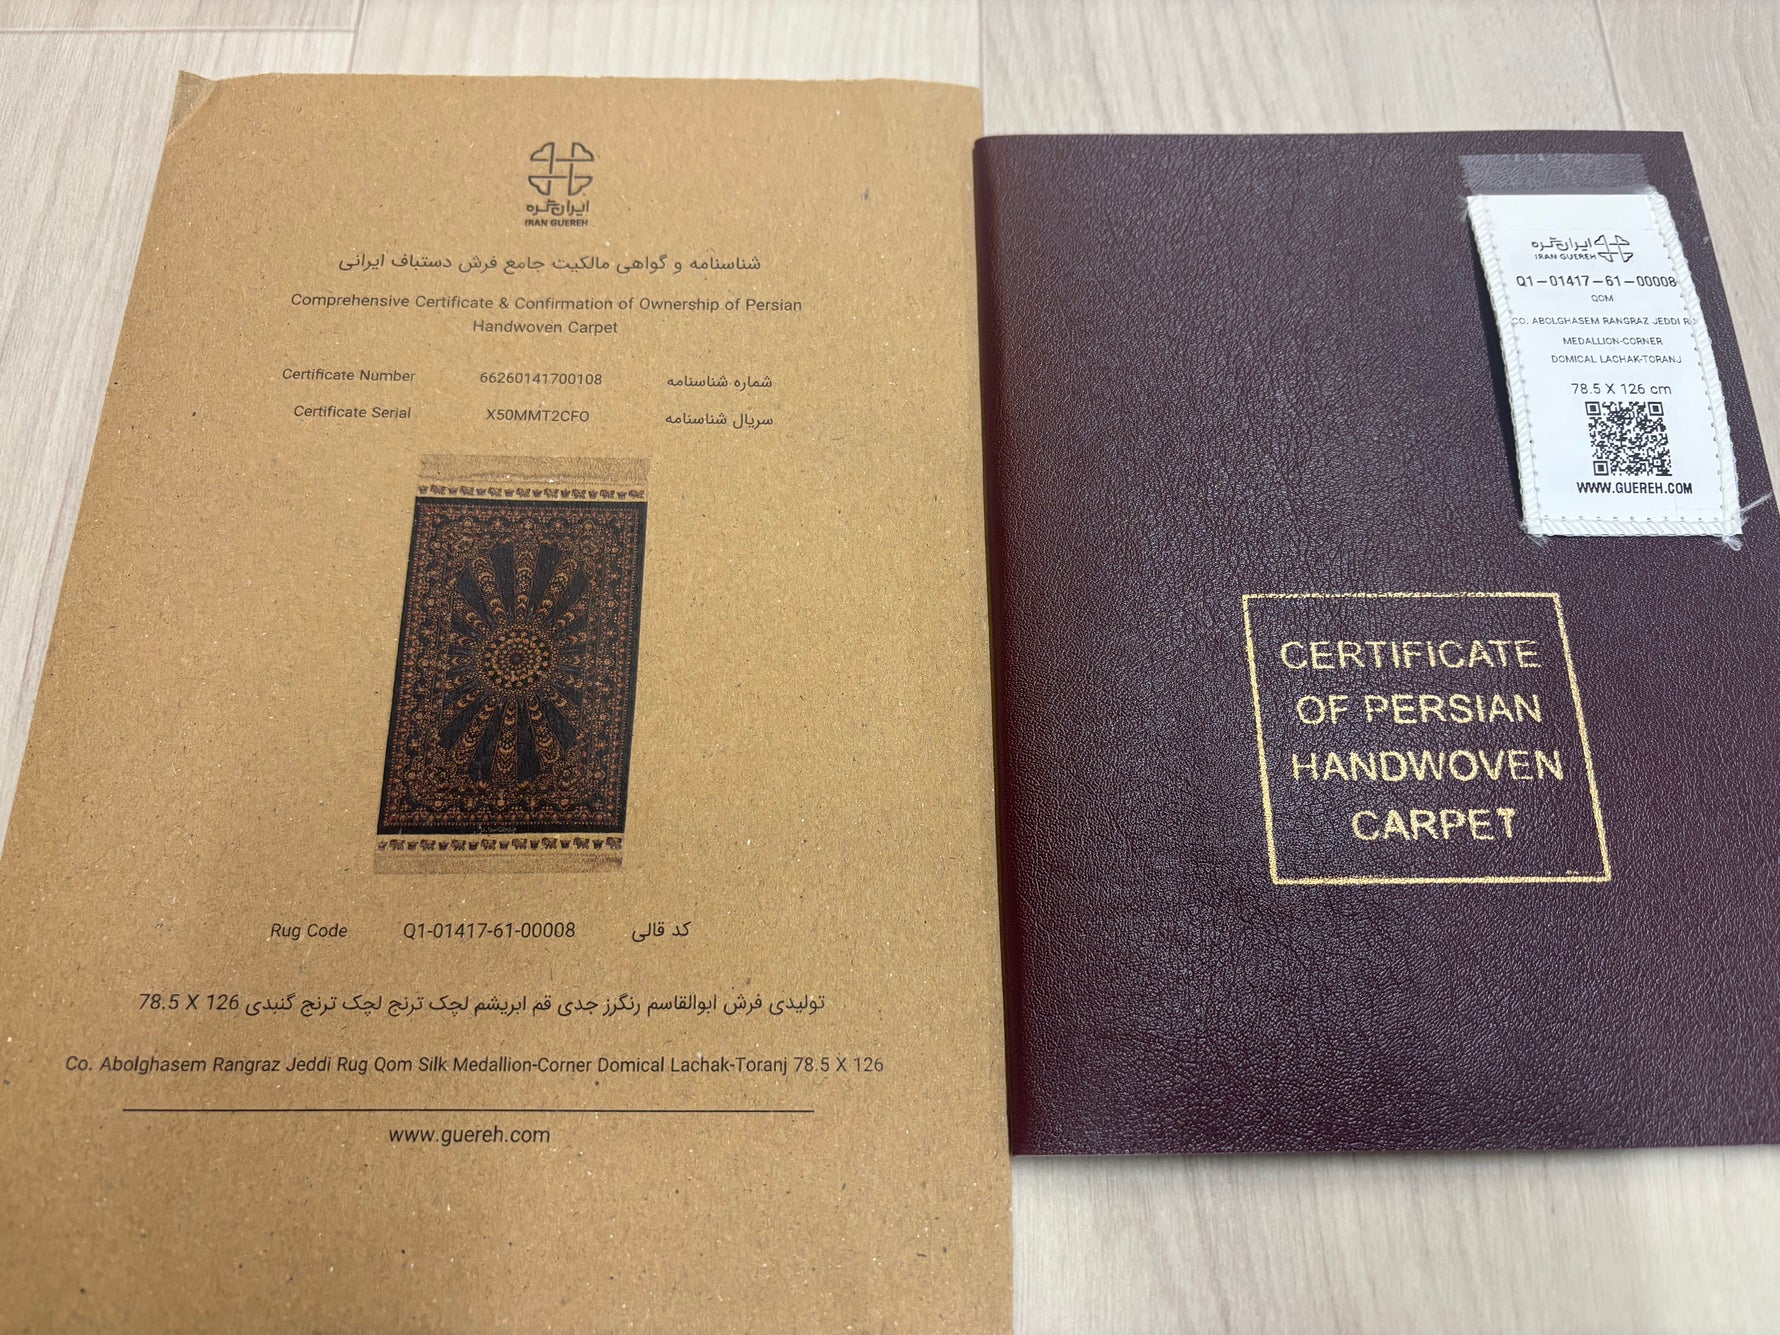 ایران گره
IRAN GUEREH
شناسنامه و گواهی مالکیت جامع فرش دستباف ایرانی
Comprehensive Certificate & Confirmation of Ownership of Persian
Handwoven Carpet
Certificate Number 66260141700108 شماره شناسنامه
Certificate Serial X50MMT2CFO سریال شناسنامه
Rug Code Q1-01417-61-00008 کد قالی
تولیدی فرش ابوالقاسم رنگرز جدی قم ابریشم لچک ترنج لچک ترنج گنبدی 126 X 78.5
Co. Abolghasem Rangraz Jeddi Rug Qom Silk Medallion-Corner Domical Lachak-Toranj 78.5 X 126
www.guereh.com
ایران گره
IRAN GUEREH
Q1-01417-61-00008
QOM
CO. ABOLGHASEM RANGRAZ JEDDI
MEDALLION-CORNER
DOMICAL LACHAK-TORANJ
78.5 X 126 cm
WWW.GUEREH.COM
CERTIFICATE
OF PERSIAN
HANDWOVEN
CARPET